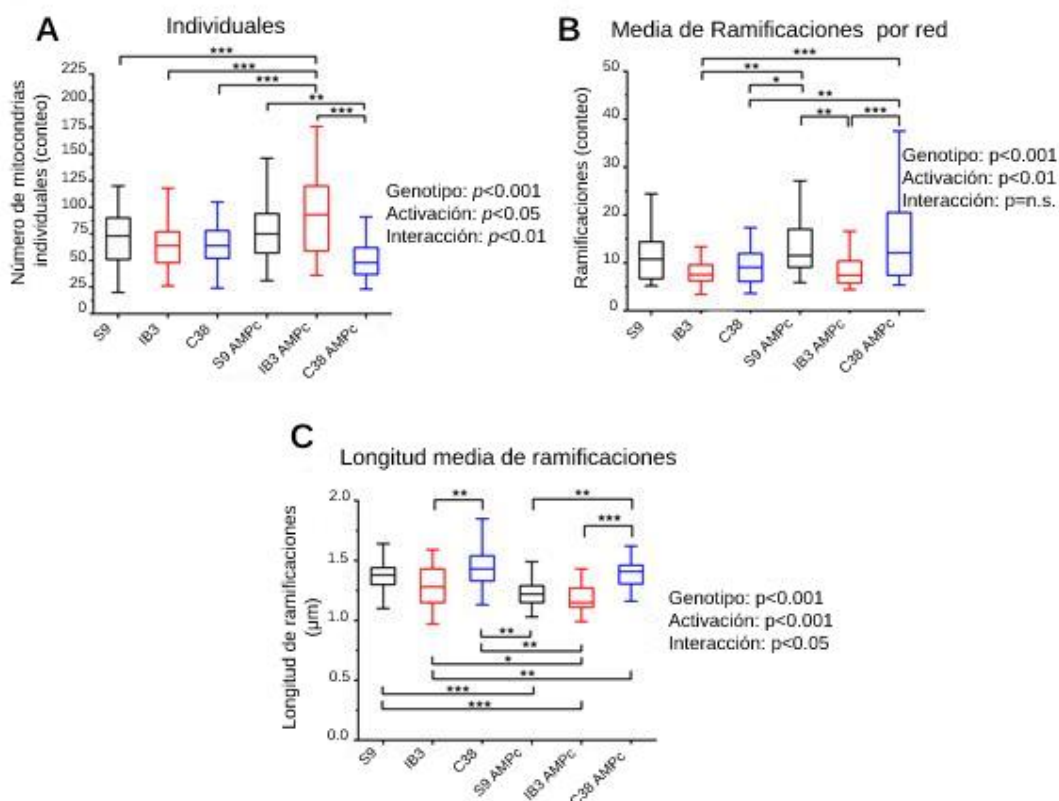 A
Individuales
Número de mitocondrias
individuales (conteo)
225
200
175
150
125
100
75
50
25
0
***
***
***
**
***
Genotipo: p<0.001
Activación: p<0.05
Interacción: p<0.01
S9
IB3
C38
S9 AMPc
IB3 AMPc
C38 AMPc
B
Media de Ramificaciones por red
Ramificaciones (conteo)
50
40
30
20
10
0
***
**
*
**
**
***
Genotipo: p<0.001
Activación: p<0.01
Interacción: p=n.s.
S9
IB3
C38
S9 AMPc
IB3 AMPc
C38 AMPc
C
Longitud media de ramificaciones
Longitud de ramificaciones
(µm)
2.0
1.5
1.0
0.5
0.0
**
**
***
**
**
*
**
***
***
Genotipo: p<0.001
Activación: p<0.001
Interacción: p<0.05
S9
IB3
C38
S9 AMPc
IB3 AMPc
C38 AMPc